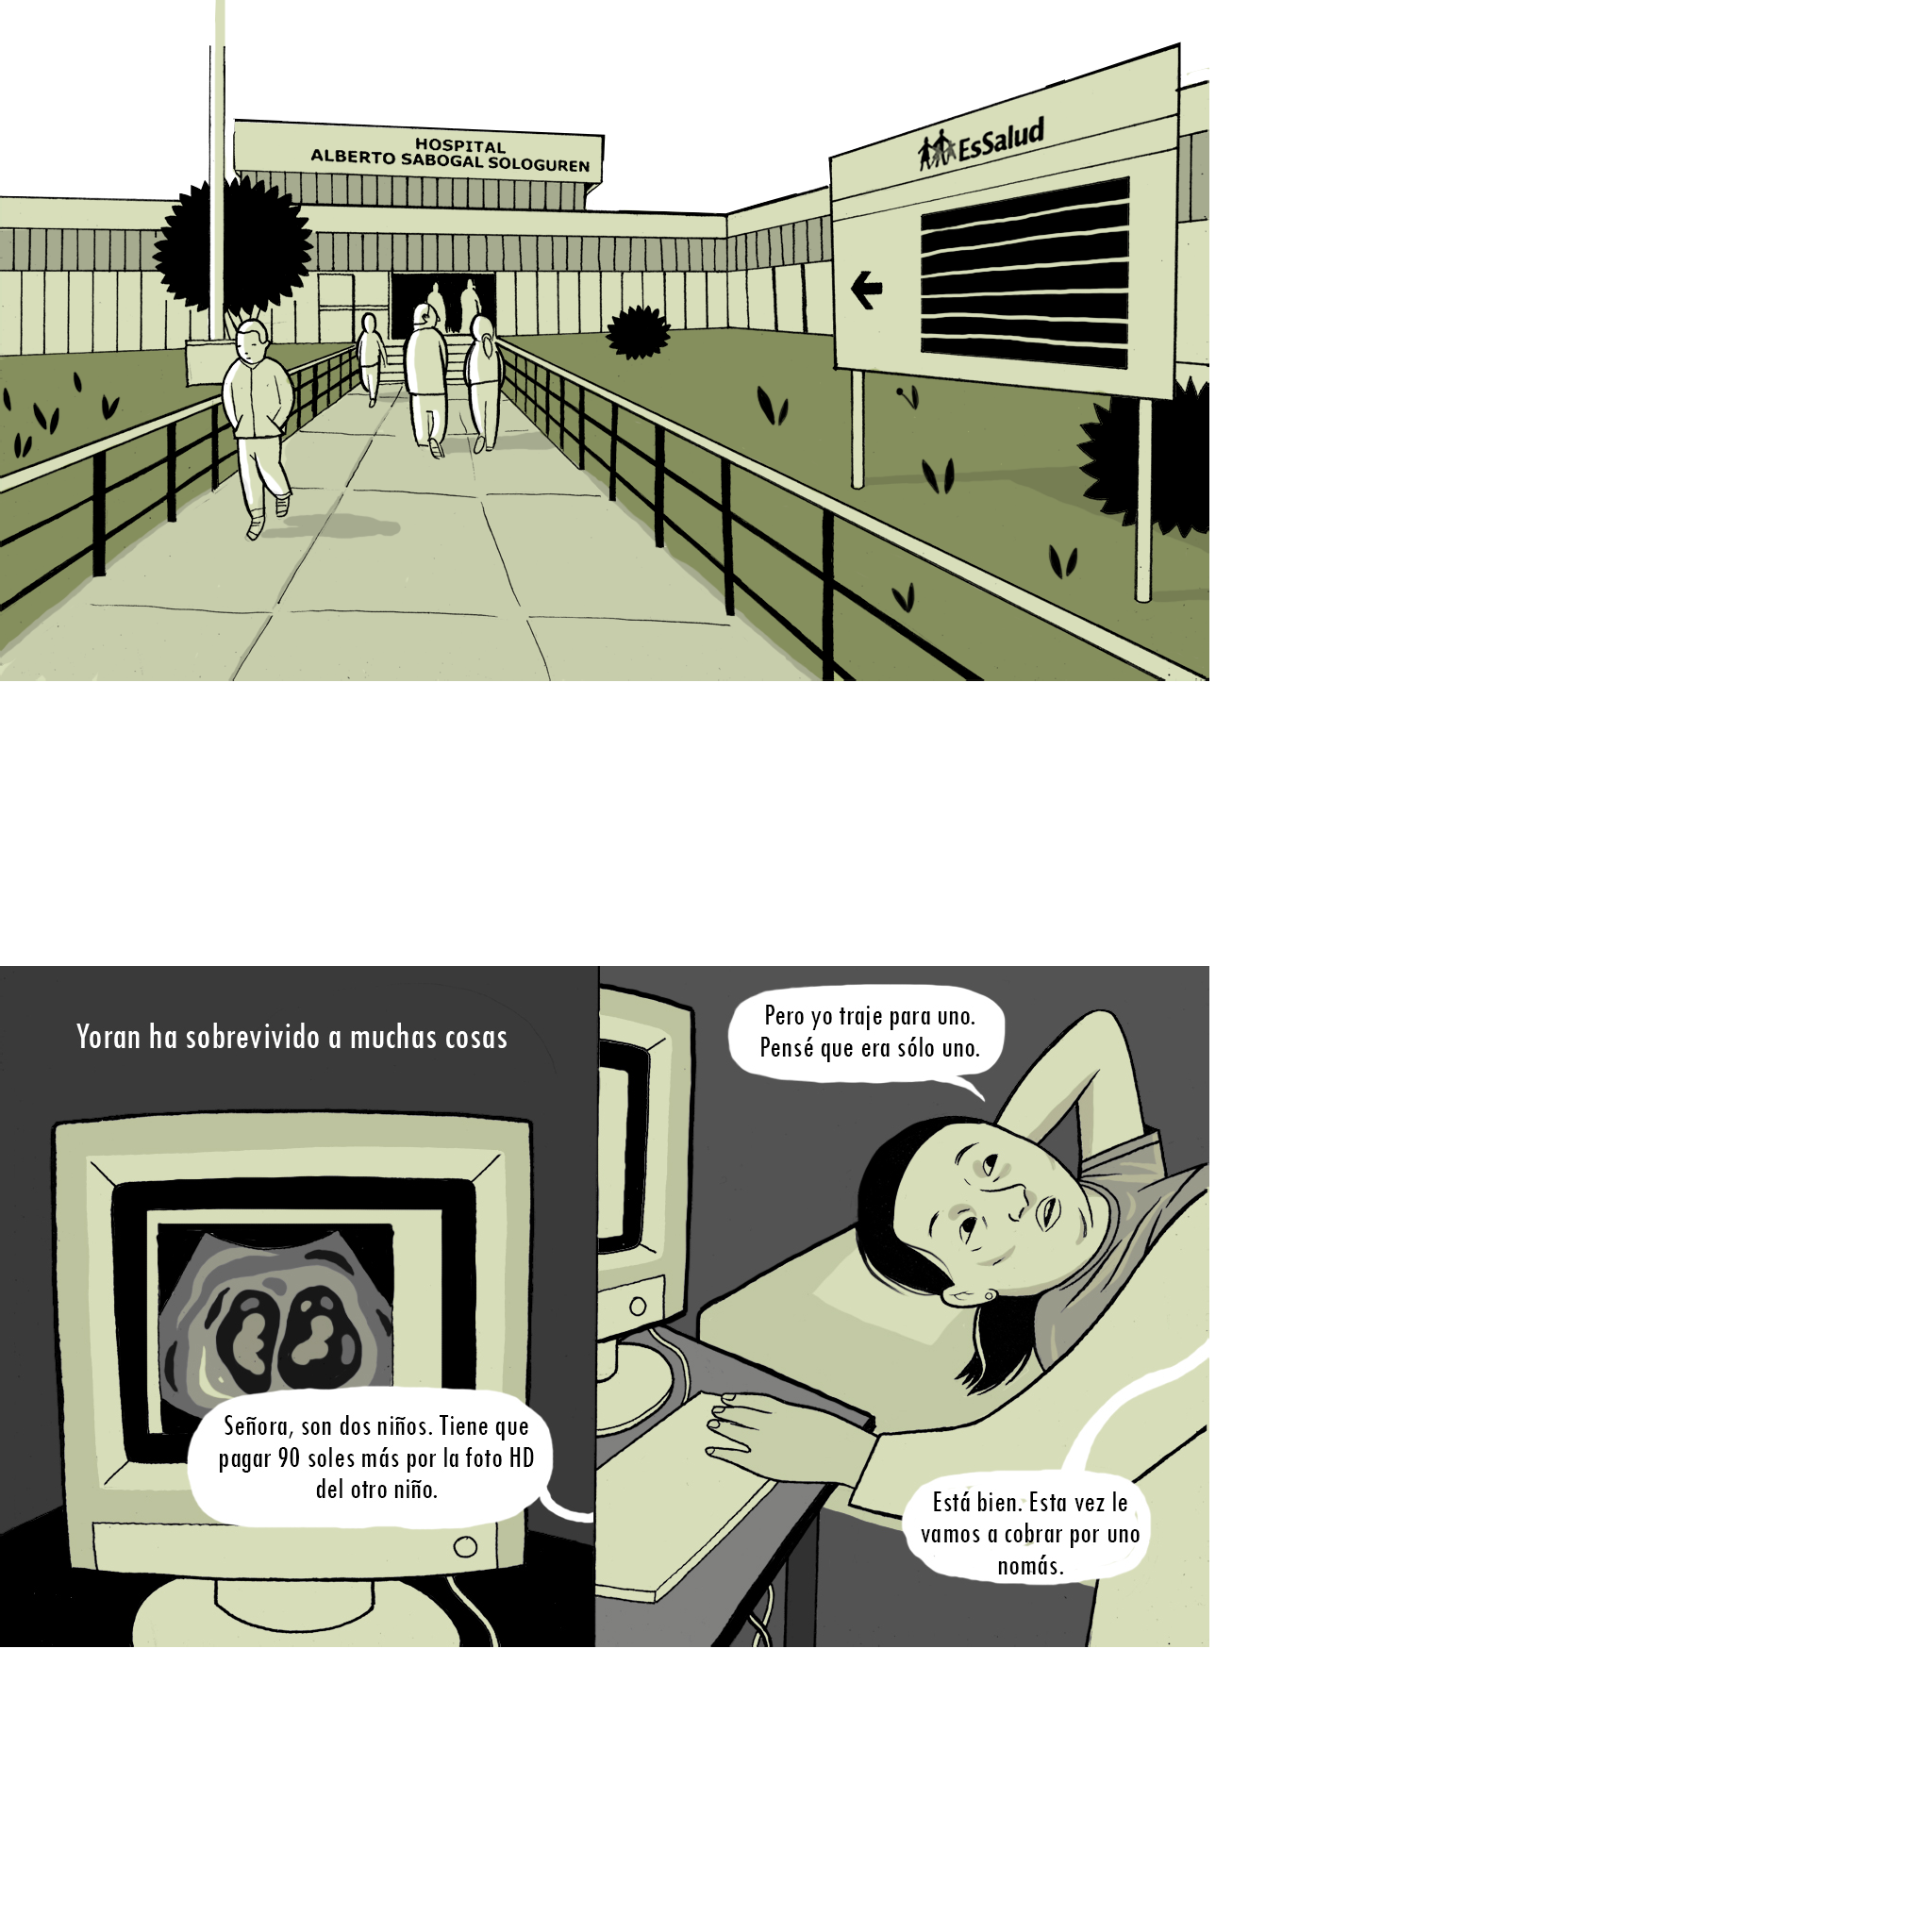 HOSPITAL
ALBERTO SABOGAL SOLOGUREN
EsSalud
Yoran ha sobrevivido a muchas cosas
Señora, son dos niños. Tiene que
pagar 90 soles más por la foto HD
del otro niño.
Pero yo traje para uno.
Pensé que era sólo uno.
Está bien. Esta vez le
vamos a cobrar por uno
nomás.